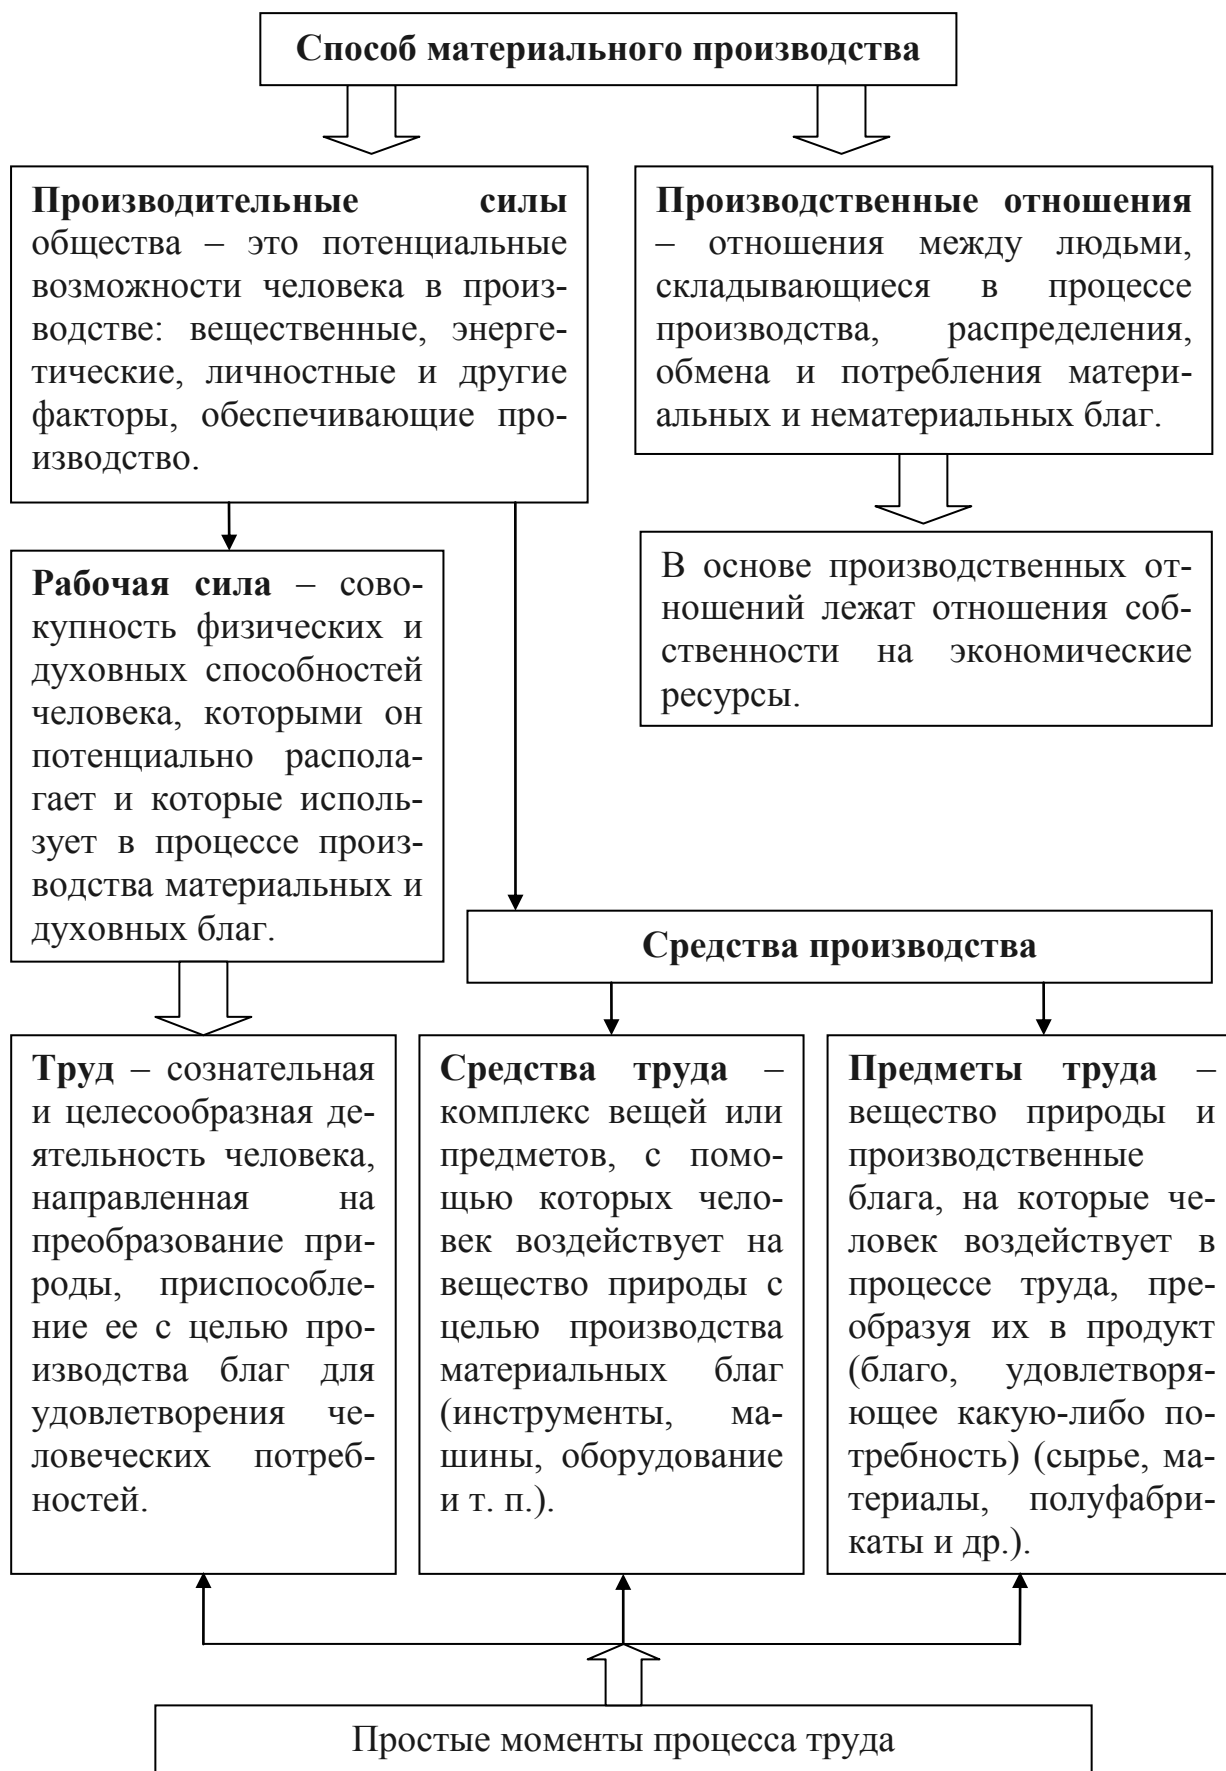 Способ материального производства
Производительные силы
общества – это потенциальные
возможности человека в произ-
водстве: вещественные, энерге-
тические, личностные и другие
факторы, обеспечивающие про-
изводство.
Производственные отношения
– отношения между людьми,
складывающиеся в процессе
производства, распределения,
обмена и потребления матери-
альных и нематериальных благ.
В основе производственных от-
ношений лежат отношения соб-
ственности на экономические
ресурсы.
Рабочая сила – сово-
купность физических и
духовных способностей
человека, которыми он
потенциально распола-
гает и которые исполь-
зует в процессе произ-
водства материальных и
духовных благ.
Средства производства
Труд – сознательная
и целесообразная де-
ятельность человека,
направленная на
преобразование при-
роды, приспособле-
ние ее с целью про-
изводства благ для
удовлетворения че-
ловеческих потреб-
ностей.
Средства труда –
комплекс вещей или
предметов, с помо-
щью которых чело-
век воздействует на
вещество природы с
целью производства
материальных благ
(инструменты, ма-
шины, оборудование
и т. п.).
Предметы труда –
вещество природы и
производственные
блага, на которые че-
ловек воздействует в
процессе труда, пре-
образуя их в продукт
(благо, удовлетворя-
ющее какую-либо по-
требность) (сырье, ма-
териалы, полуфабри-
каты и др.).
Простые моменты процесса труда